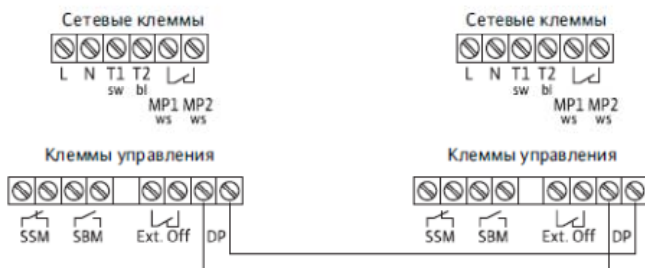 Сетевые клеммы
L N T1 T2
sw bl
MP1 MP2
ws ws
Клеммы управления
SSM SBM Ext. Off DP
Сетевые клеммы
L N T1 T2
sw bl
MP1 MP2
ws ws
Клеммы управления
SSM SBM Ext. Off DP